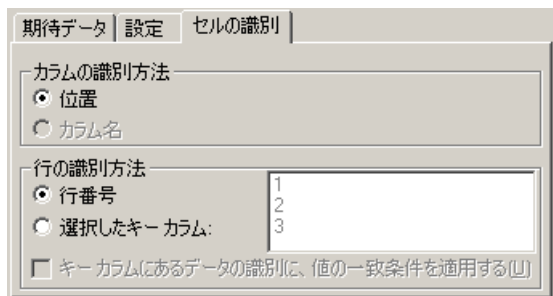 期待データ 設定 セルの識別
カラムの識別方法
位置
カラム名
行の識別方法
行番号
選択したキー カラム:
1
2
3
キー カラムにあるデータの識別に、値の一致条件を適用する(U)